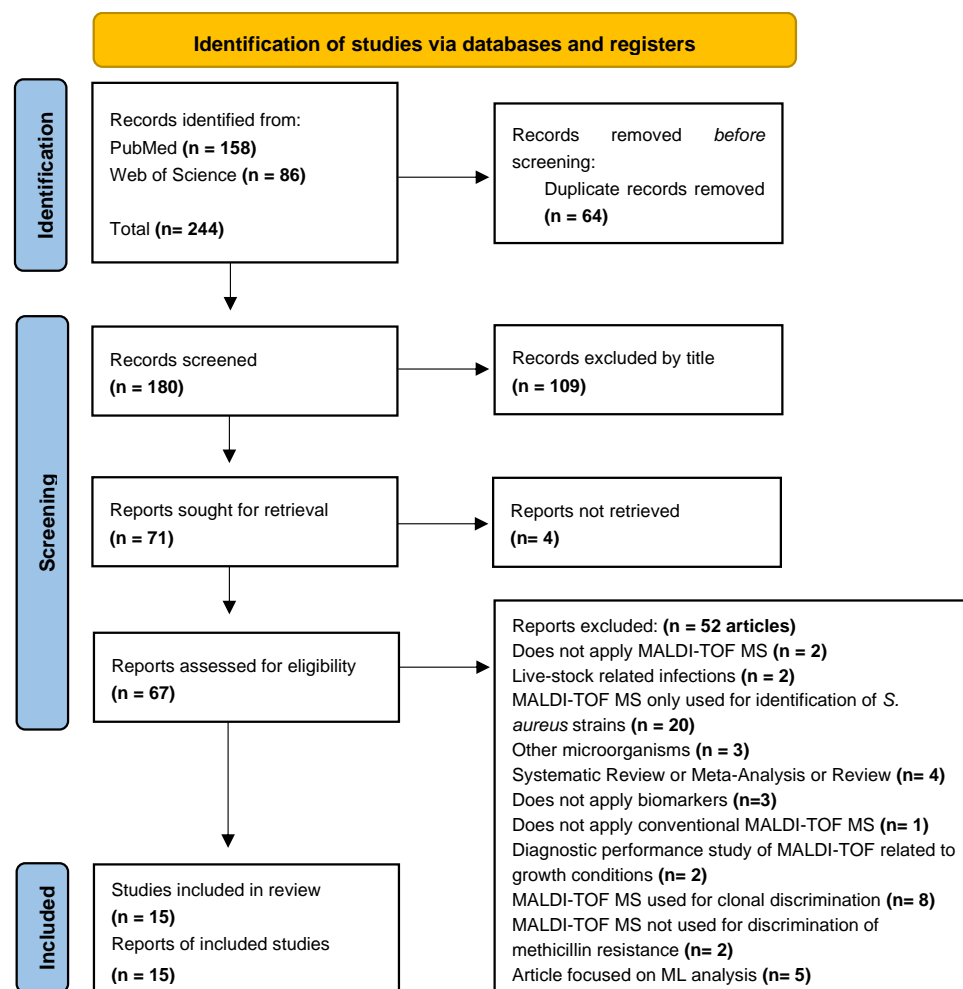 Identification of studies via databases and registers
Identification
Records identified from:
PubMed (n = 158)
Web of Science (n = 86)
Total (n= 244)
Records removed before
screening:
Duplicate records removed
(n = 64)
Screening
Records screened
(n = 180)
Records excluded by title
(n = 109)
Reports sought for retrieval
(n = 71)
Reports not retrieved
(n= 4)
Reports assessed for eligibility
(n = 67)
Reports excluded: (n = 52 articles)
Does not apply MALDI-TOF MS (n = 2)
Live-stock related infections (n = 2)
MALDI-TOF MS only used for identification of S.
aureus strains (n = 20)
Other microorganisms (n = 3)
Systematic Review or Meta-Analysis or Review (n= 4)
Does not apply biomarkers (n=3)
Does not apply conventional MALDI-TOF MS (n= 1)
Diagnostic performance study of MALDI-TOF related to
growth conditions (n= 2)
MALDI-TOF MS used for clonal discrimination (n= 8)
MALDI-TOF MS not used for discrimination of
methicillin resistance (n= 2)
Article focused on ML analysis (n= 5)
Included
Studies included in review
(n = 15)
Reports of included studies
(n = 15)